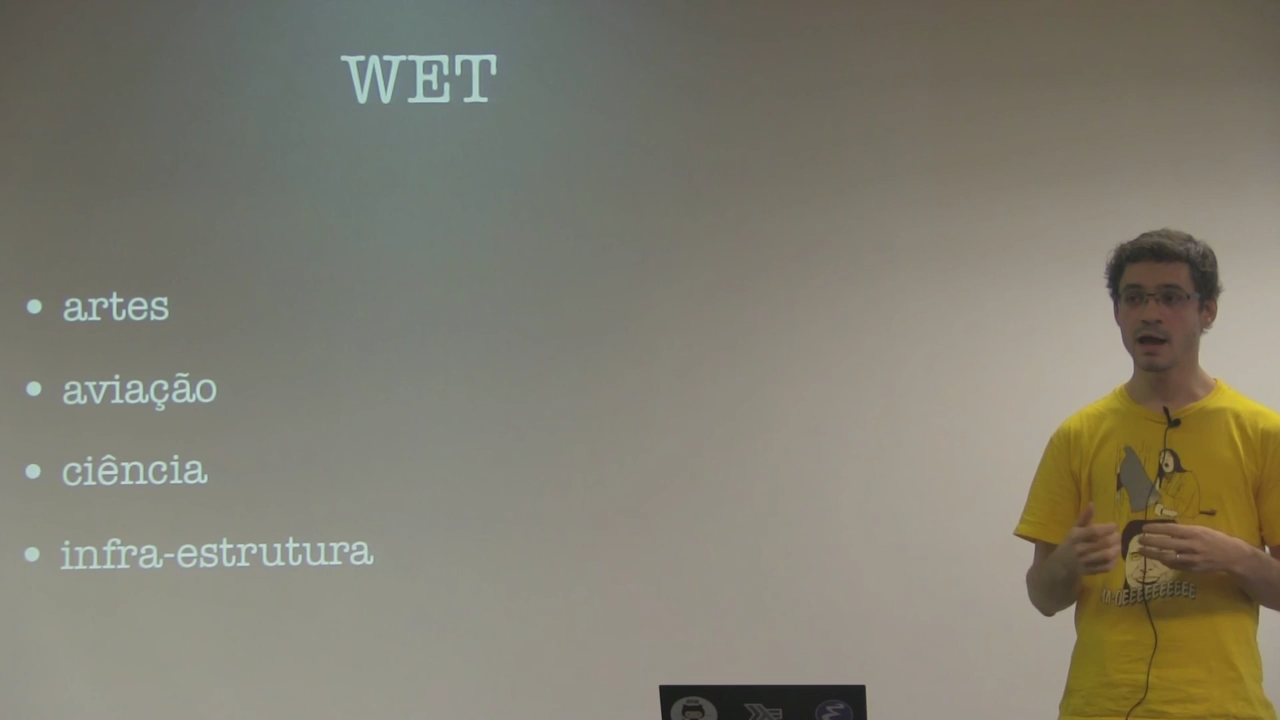 WET
• artes
• aviação
• ciência
• infra-estrutura